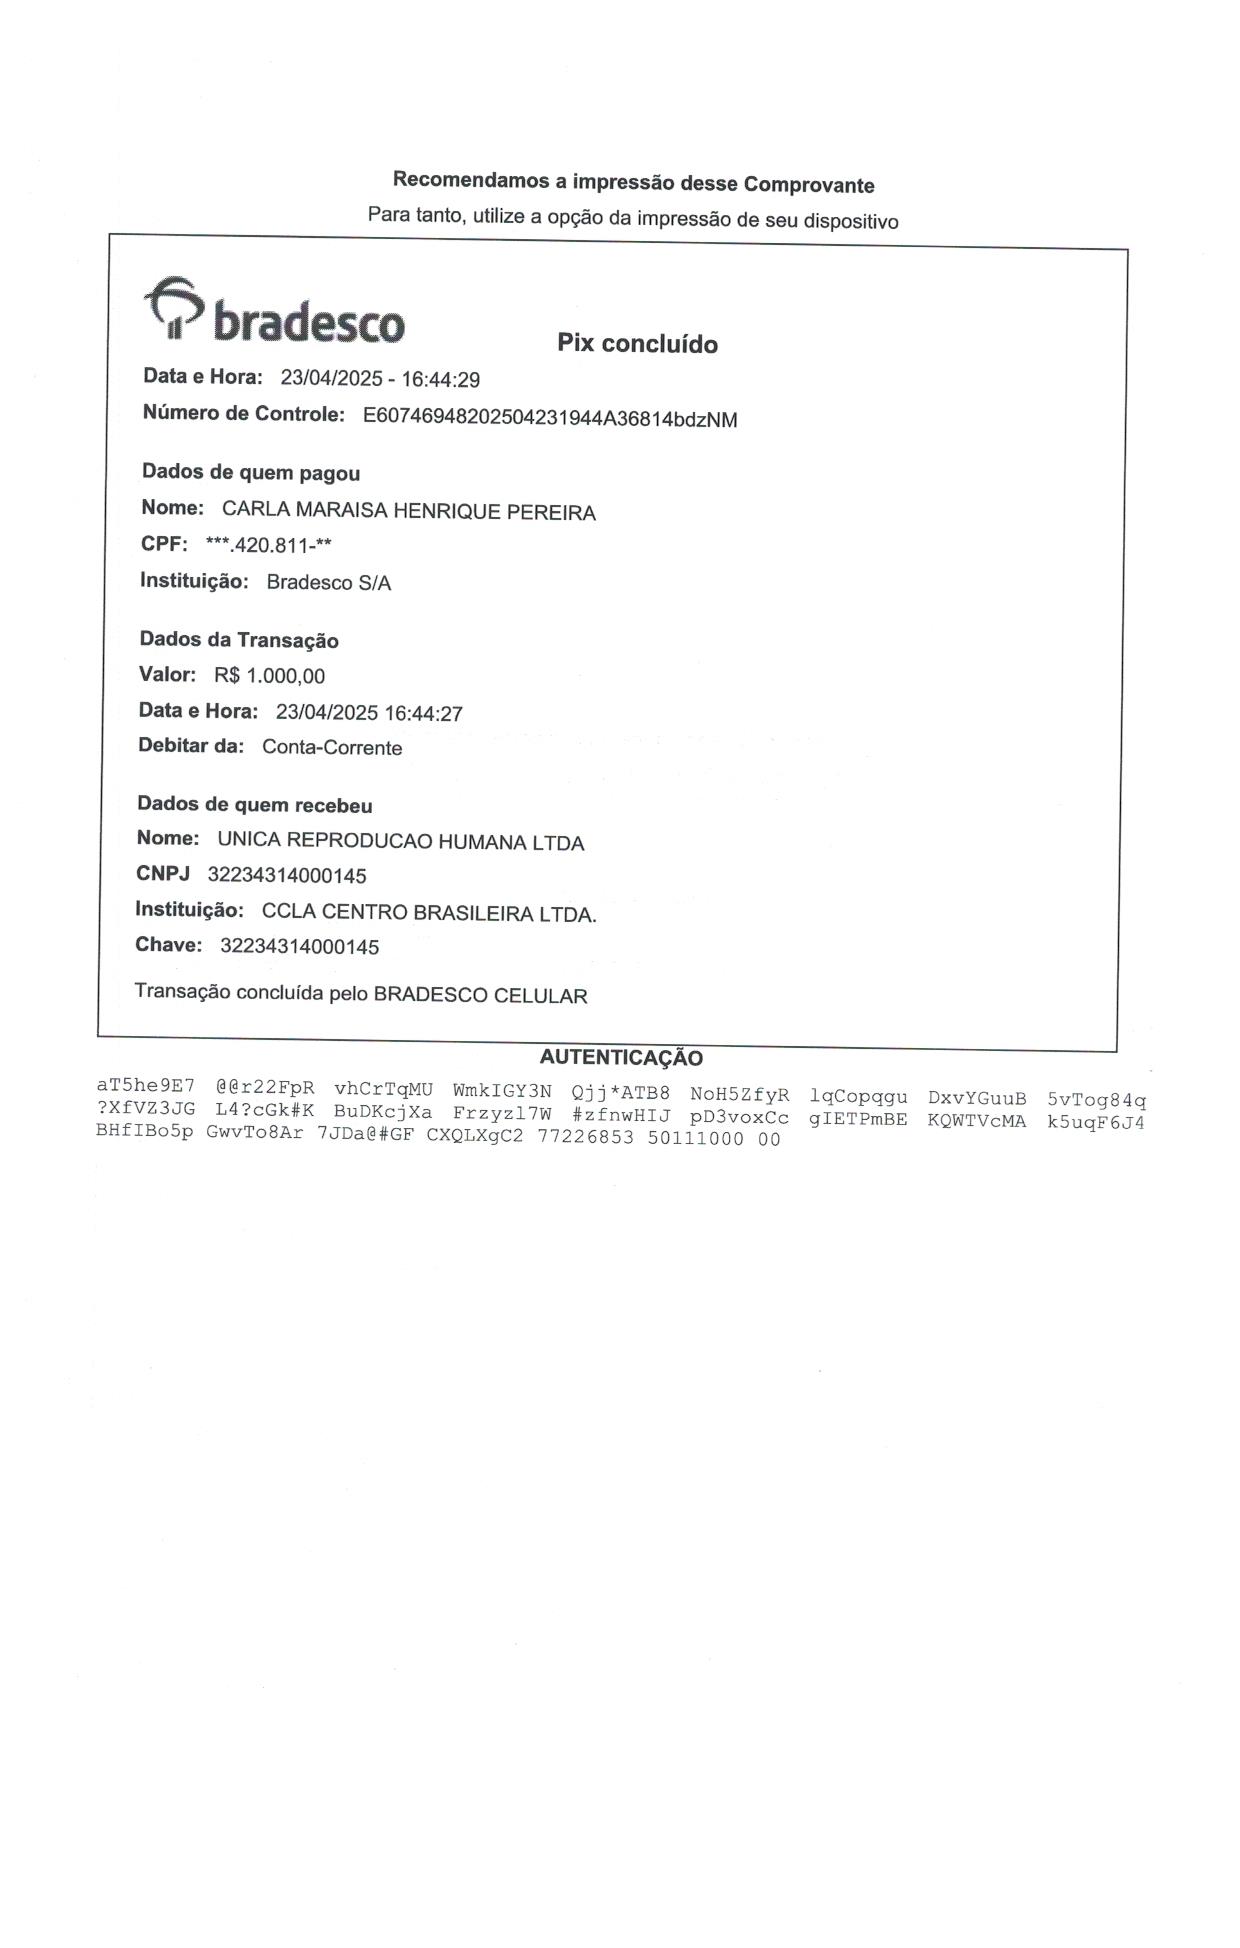 Recomendamos a impressão desse Comprovante
Para tanto, utilize a opção da impressão de seu dispositivo
bradesco
Pix concluído
Data e Hora: 23/04/2025 - 16:44:29
Número de Controle: E60746948202504231944A36814bdzNM
Dados de quem pagou
Nome: CARLA MARAISA HENRIQUE PEREIRA
CPF: ***.420.811-**
Instituição: Bradesco S/A
Dados da Transação
Valor: R$ 1.000,00
Data e Hora: 23/04/2025 16:44:27
Debitar da: Conta-Corrente
Dados de quem recebeu
Nome: UNICA REPRODUCAO HUMANA LTDA
CNPJ 32234314000145
Instituição: CCLA CENTRO BRASILEIRA LTDA.
Chave: 32234314000145
Transação concluída pelo BRADESCO CELULAR
AUTENTICAÇÃO
aT5he9E7 @@r22FpR vhCrTqMU WmkIGY3N Qjj*ATB8 NoH5ZfyR lqCopqgu DxvYGuuB 5vTog84q
?XfVZ3JG L4?cGk#K BuDKcjXa Frzyzl7W #zfnwHIJ pD3voxCc gIETPmBE KQWTVcMA k5uqF6J4
BHfIBo5p GwvTo8Ar 7JDa@#GF CXQLXgC2 77226853 50111000 00